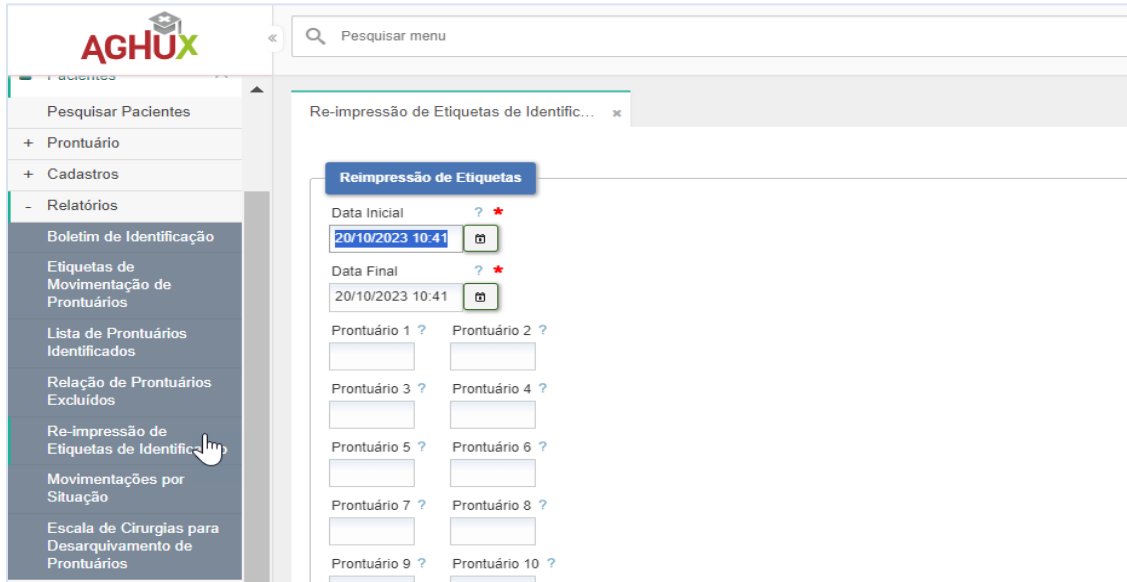 AGHUX
«
Pesquisar menu
Pacientes
Pesquisar Pacientes
+ Prontuário
+ Cadastros
- Relatórios
Boletim de Identificação
Etiquetas de
Movimentação de
Prontuários
Lista de Prontuários
Identificados
Relação de Prontuários
Excluídos
Re-impressão de
Etiquetas de Identificação
Movimentações por
Situação
Escala de Cirurgias para
Desarquivamento de
Prontuários
Re-impressão de Etiquetas de Identific... ×
Reimpressão de Etiquetas
Data Inicial ? *
20/10/2023 10:41
Data Final ? *
20/10/2023 10:41
Prontuário 1 ? Prontuário 2 ?
Prontuário 3 ? Prontuário 4 ?
Prontuário 5 ? Prontuário 6 ?
Prontuário 7 ? Prontuário 8 ?
Prontuário 9 ? Prontuário 10 ?